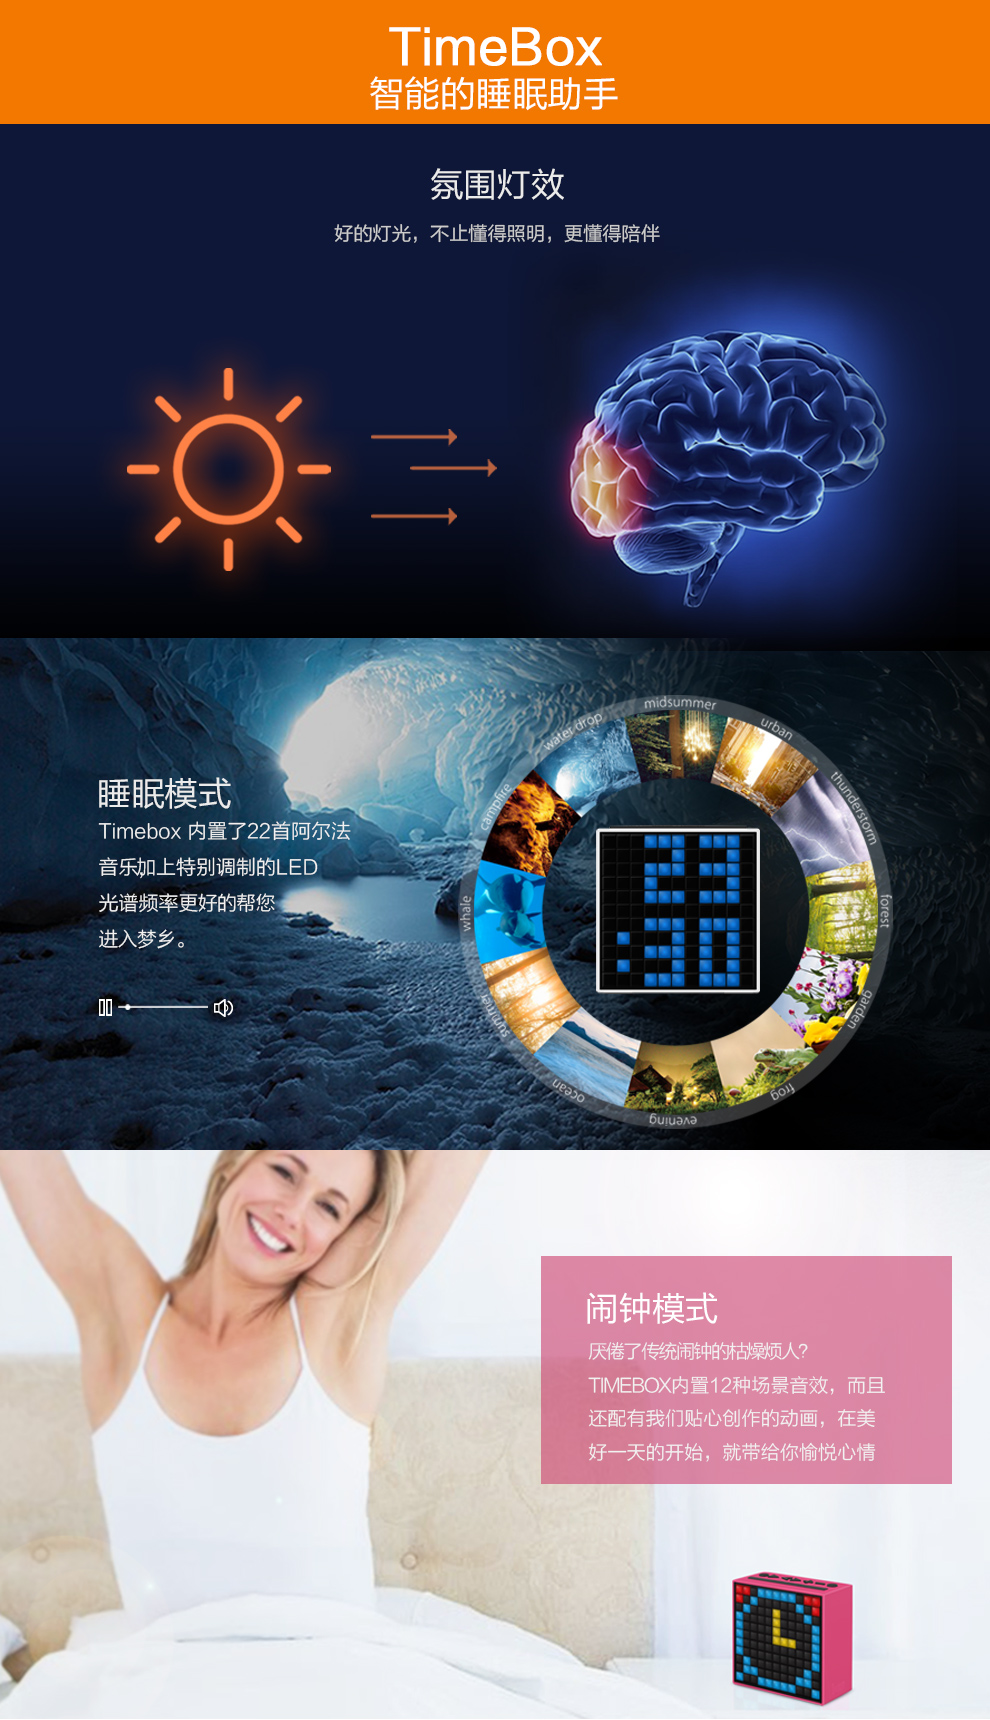 TimeBox
智能的睡眠助手
氛围灯效
好的灯光，不止懂得照明，更懂得陪伴
midsummer
urban
water drop
thunderstorm
campfire
睡眠模式
Timebox 内置了22首阿尔法
音乐,加上特别调制的LED
光谱频率更好的帮您
进入梦乡。
whale
forest
garden
ocean
frog
evening
闹钟模式
厌倦了传统闹钟的枯燥烦人？
TIMEBOX内置12种场景音效，而且
还配有我们贴心创作的动画，在美
好一天的开始，就带给你愉悦心情